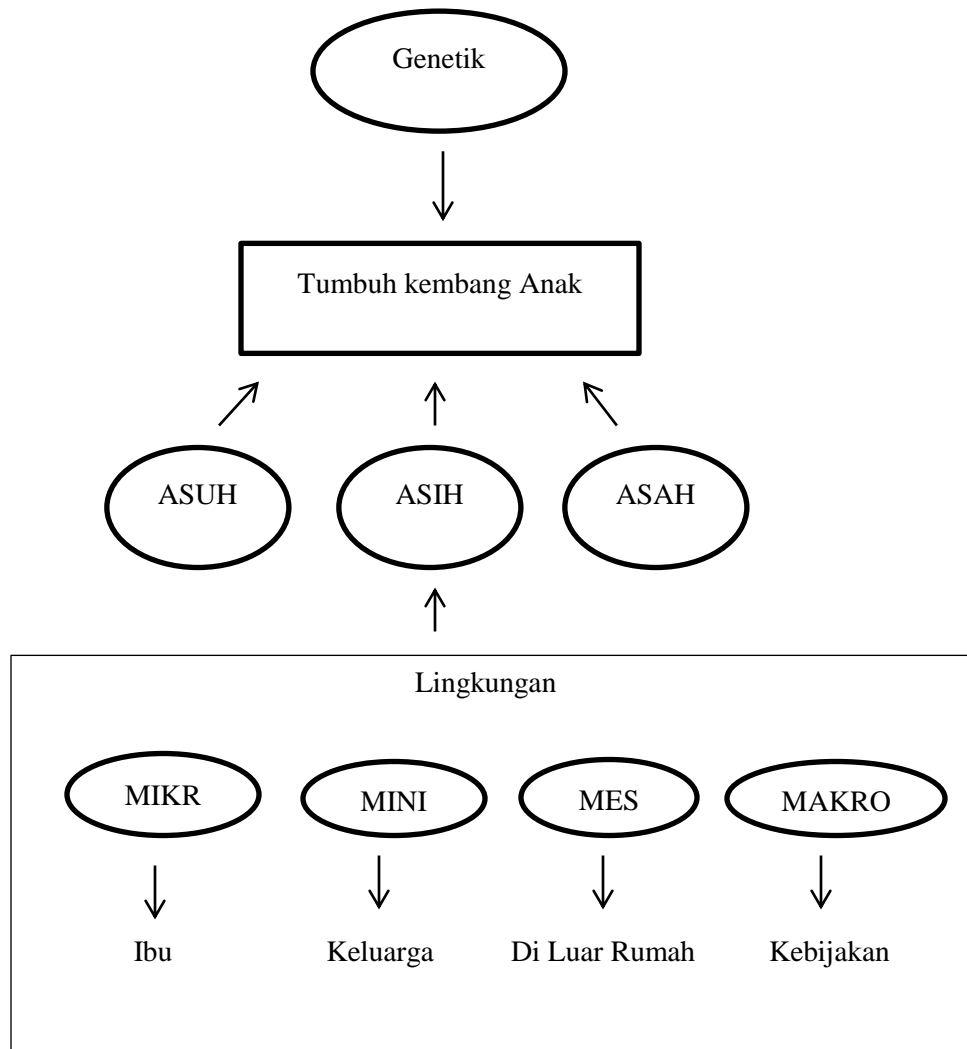 Genetik
Tumbuh kembang Anak
ASUH
ASIH
ASAH
Lingkungan
MIKR
MINI
MES
MAKRO
Ibu
Keluarga
Di Luar Rumah
Kebijakan